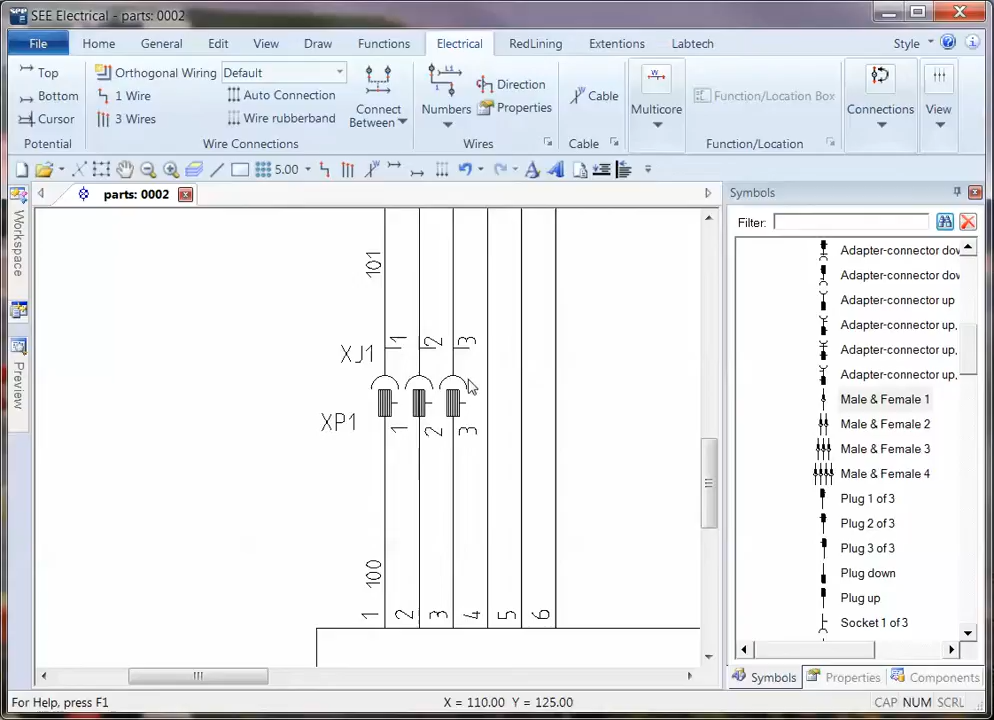 SEE Electrical - parts: 0002
File Home General Edit View Draw Functions Electrical RedLining Extentions Labtech Style
Top Orthogonal Wiring Default
Bottom 1 Wire Auto Connection
Cursor 3 Wires Wire rubberband
Connect Between
Numbers
Direction
Properties
Cable
Multicore
Function/Location Box
Connections
View
Potential Wire Connections Wires Cable Function/Location
5.00
parts: 0002
Workspace
Preview
101
XJ1 1 2 3
XP1 1 2 3
100
1 2 3 4 5 6
Symbols
Filter:
Adapter-connector dov
Adapter-connector dov
Adapter-connector up
Adapter-connector up,
Adapter-connector up,
Adapter-connector up,
Male & Female 1
Male & Female 2
Male & Female 3
Male & Female 4
Plug 1 of 3
Plug 2 of 3
Plug 3 of 3
Plug down
Plug up
Socket 1 of 3
Symbols Properties Components
For Help, press F1 X = 110.00 Y = 125.00 CAP NUM SCRL